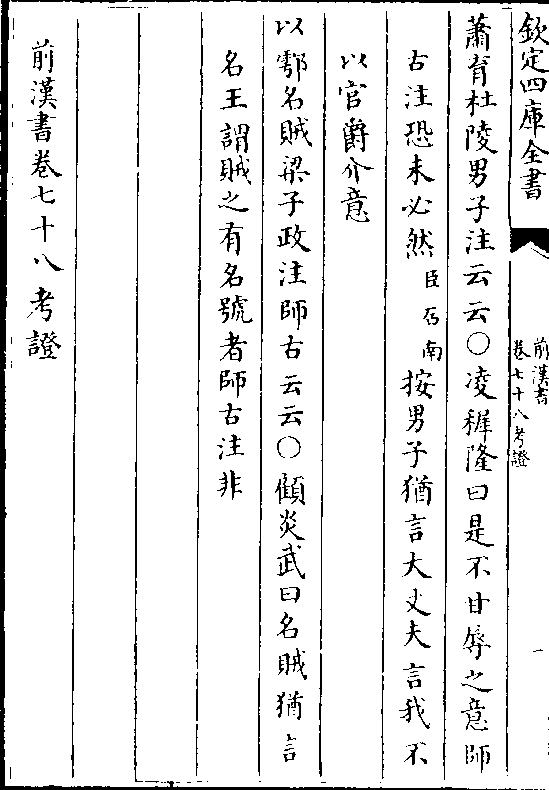 欽定四庫全書
前漢書
卷七十八考證
蕭育杜陵男子注云云〇凌稺隆曰是不甘辱之意師
古注恐未必然臣召南按男子猶言大丈夫言我不
以官爵介意
以鄠名賊梁子政注師古云云〇顧炎武曰名賊猶言
名王謂賊之有名號者師古注非
前漢書卷七十八考證